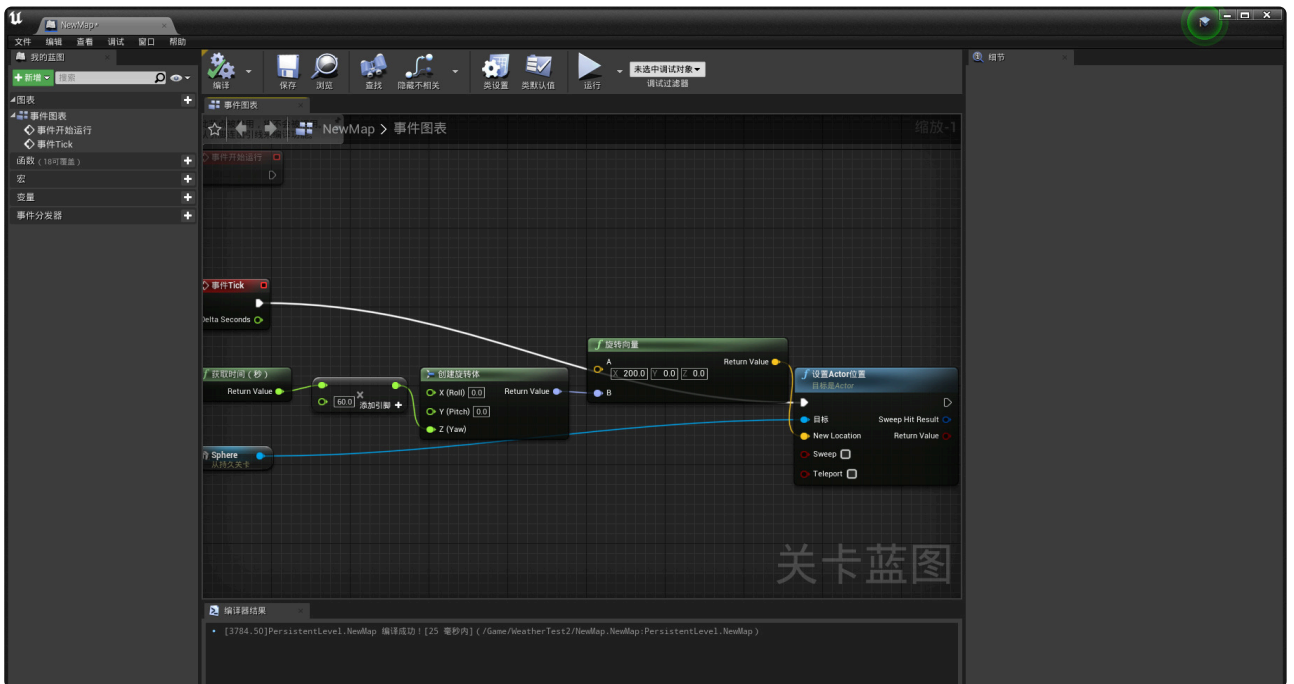 NewMap*
文件 编辑 查看 调试 窗口 帮助
我的蓝图
新增
搜索
图表
事件图表
事件开始运行
事件Tick
函数（18可覆盖）
宏
变量
事件分发器
编译
保存
浏览
查找
隐藏不相关
类设置
类默认值
运行
未选中调试对象
调试过滤器
细节
事件图表
NewMap > 事件图表
缩放-1
事件开始运行
事件Tick
Delta Seconds
获取时间（秒）
Return Value
60.0
添加引脚
创建旋转体
X (Roll) 0.0
Return Value
Y (Pitch) 0.0
Z (Yaw)
旋转向量
A
Return Value
X 200.0 Y 0.0 Z 0.0
B
设置Actor位置
目标是Actor
目标
Sweep Hit Result
New Location
Return Value
Sweep
Teleport
Sphere
从持久关卡
关卡蓝图
编译器结果
[3784.50]PersistentLevel.NewMap 编译成功！[25 毫秒内]（/Game/WeatherTest2/NewMap.NewMap:PersistentLevel.NewMap）